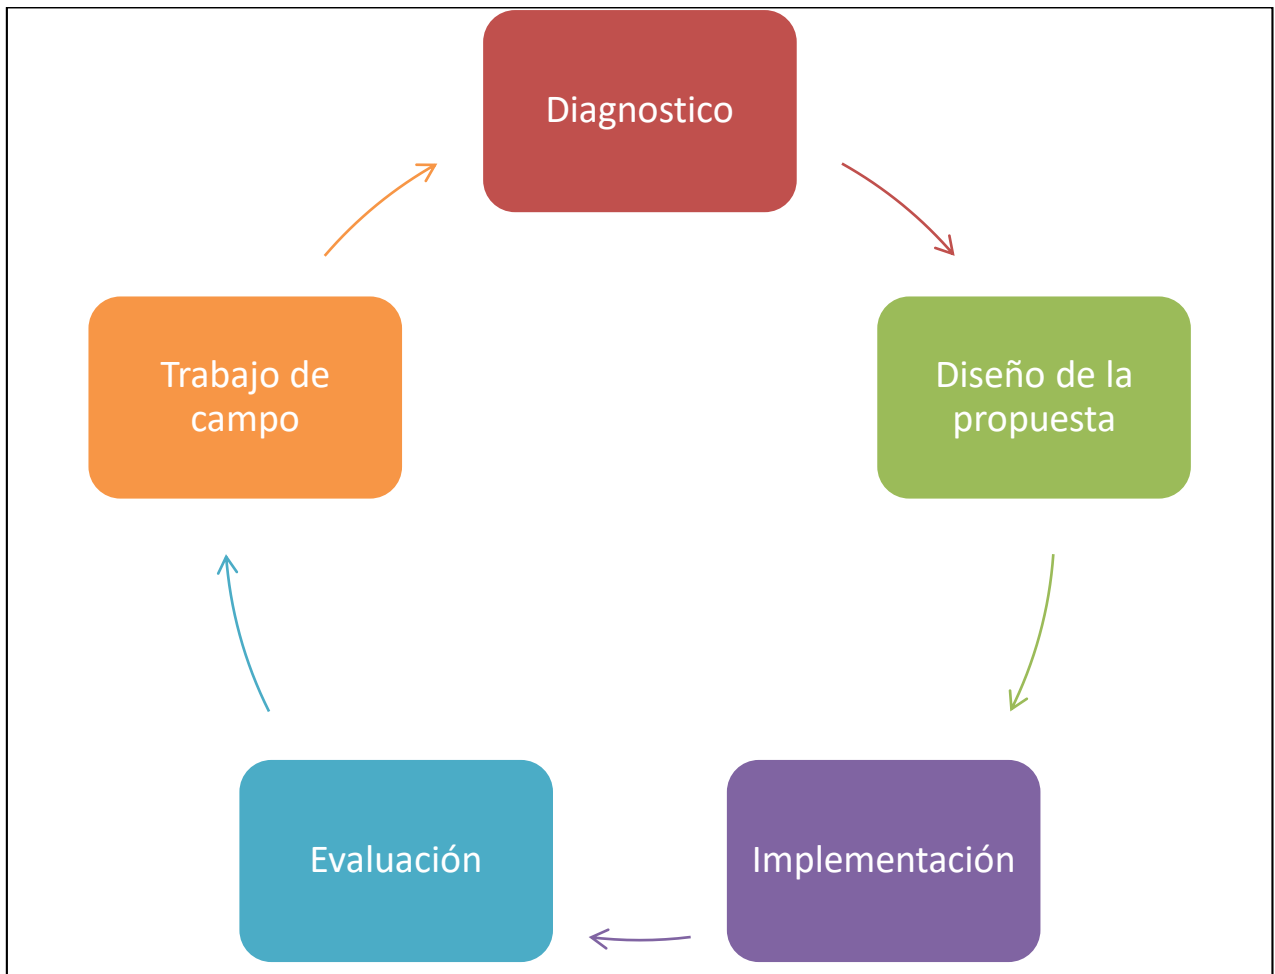 Diagnostico
Diseño de la
propuesta
Implementación
Evaluación
Trabajo de
campo